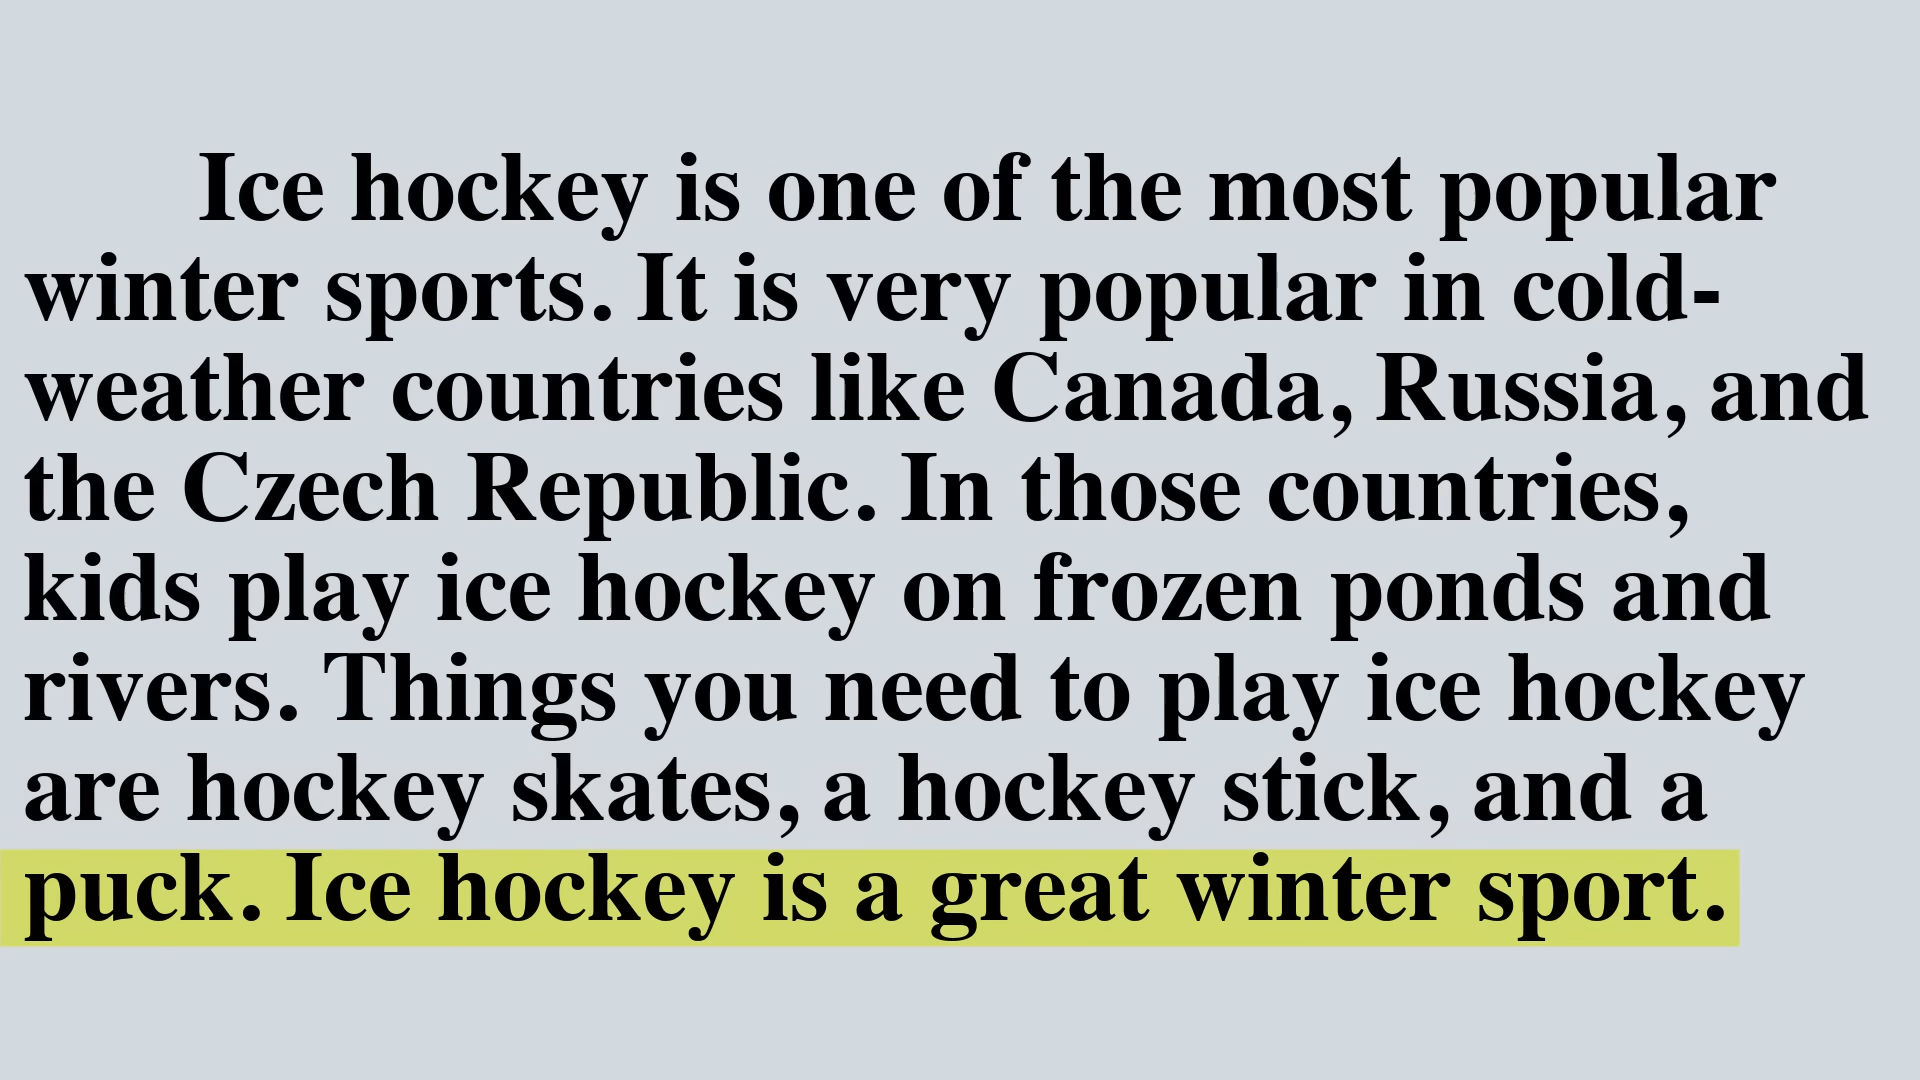 Ice hockey is one of the most popular
winter sports. It is very popular in cold-
weather countries like Canada, Russia, and
the Czech Republic. In those countries,
kids play ice hockey on frozen ponds and
rivers. Things you need to play ice hockey
are hockey skates, a hockey stick, and a
puck. Ice hockey is a great winter sport.